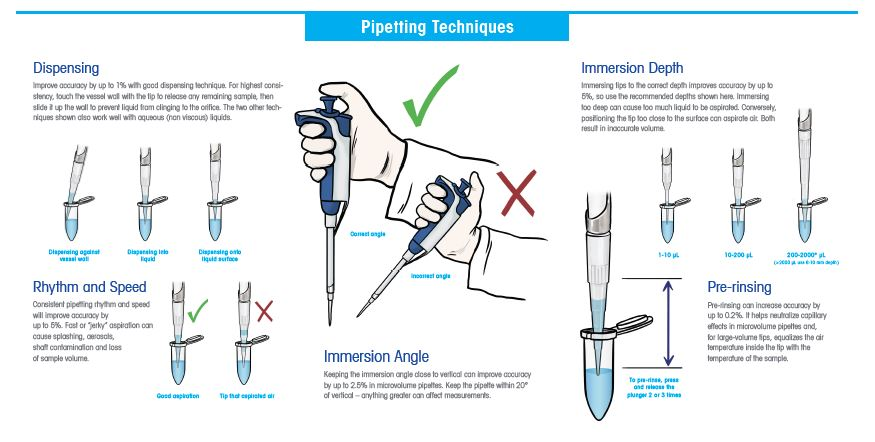 Pipetting Techniques
Dispensing
Improve accuracy by up to 1% with good dispensing technique. For highest consi-
stency, touch the vessel wall with the tip to release any remaining sample, then
slide it up the wall to prevent liquid from clinging to the orifice. The two other tech-
niques shown also work well with aqueous (non viscous) liquids.
Dispensing against
vessel wall
Dispensing into
liquid
Dispensing onto
liquid surface
Rhythm and Speed
Consistent pipetting rhythm and speed
will improve accuracy by
up to 5%. Fast or "jerky" aspiration can
cause splashing, aerosols,
shaft contamination and loss
of sample volume.
Good aspiration
Tip that aspirated air
Correct angle
Incorrect angle
Immersion Angle
Keeping the immersion angle close to vertical can improve accuracy
by up to 2.5% in microvolume pipettes. Keep the pipette within 20°
of vertical – anything greater can affect measurements.
Immersion Depth
Immersing tips to the correct depth improves accuracy by up to
5%, so use the recommended depths shown here. Immersing
too deep can cause too much liquid to be aspirated. Conversely,
positioning the tip too close to the surface can aspirate air. Both
result in inaccurate volume.
1-10 µL
10-200 µL
200-2000* µL
(>2000 µL use 6-10 mm depth)
Pre-rinsing
Pre-rinsing can increase accuracy by
up to 0.2%. It helps neutralize capillary
effects in microvolume pipettes and,
for large-volume tips, equalizes the air
temperature inside the tip with the
temperature of the sample.
To pre-rinse, press
and release the
plunger 2 or 3 times